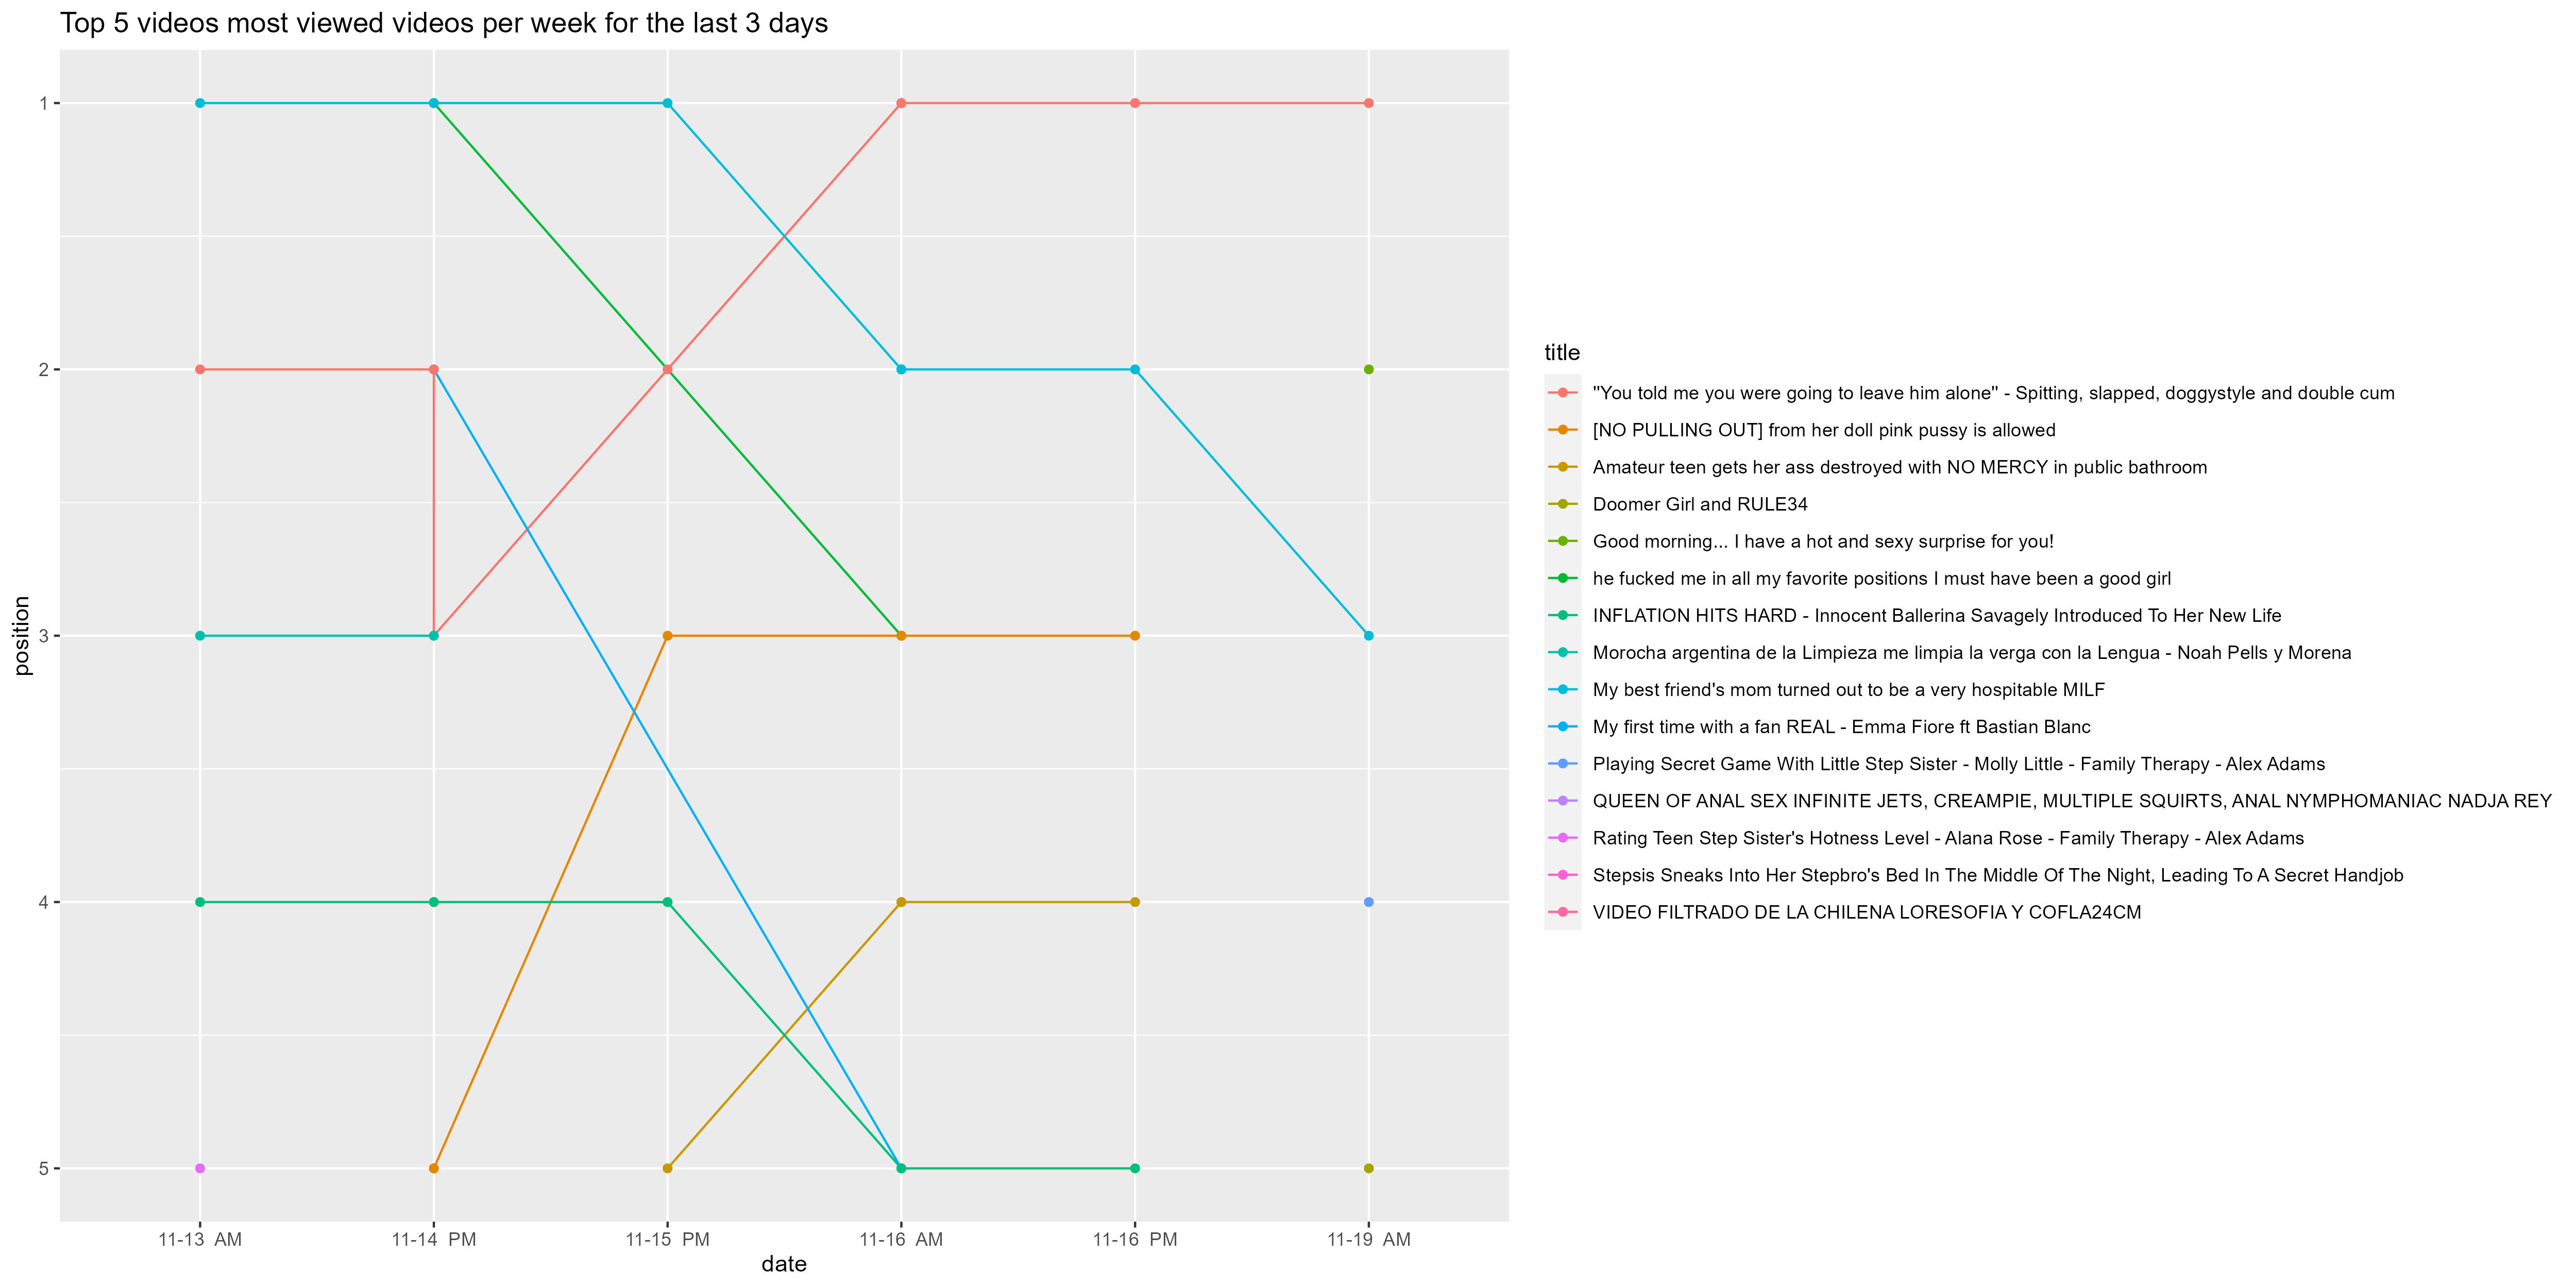 Top 5 videos most viewed videos per week for the last 3 days
position
1
2
3
4
5
11-13 AM
11-14 PM
11-15 PM
11-16 AM
11-16 PM
11-19 AM
date
title
"You told me you were going to leave him alone" - Spitting, slapped, doggystyle and double cum
[NO PULLING OUT] from her doll pink pussy is allowed
Amateur teen gets her ass destroyed with NO MERCY in public bathroom
Doomer Girl and RULE34
Good morning... I have a hot and sexy surprise for you!
he fucked me in all my favorite positions I must have been a good girl
INFLATION HITS HARD - Innocent Ballerina Savagely Introduced To Her New Life
Morocha argentina de la Limpieza me limpia la verga con la Lengua - Noah Pells y Morena
My best friend's mom turned out to be a very hospitable MILF
My first time with a fan REAL - Emma Fiore ft Bastian Blanc
Playing Secret Game With Little Step Sister - Molly Little - Family Therapy - Alex Adams
QUEEN OF ANAL SEX INFINITE JETS, CREAMPIE, MULTIPLE SQUIRTS, ANAL NYMPHOMANIAC NADJA REY
Rating Teen Step Sister's Hotness Level - Alana Rose - Family Therapy - Alex Adams
Stepsis Sneaks Into Her Stepbro's Bed In The Middle Of The Night, Leading To A Secret Handjob
VIDEO FILTRADO DE LA CHILENA LORESOFIA Y COFLA24CM